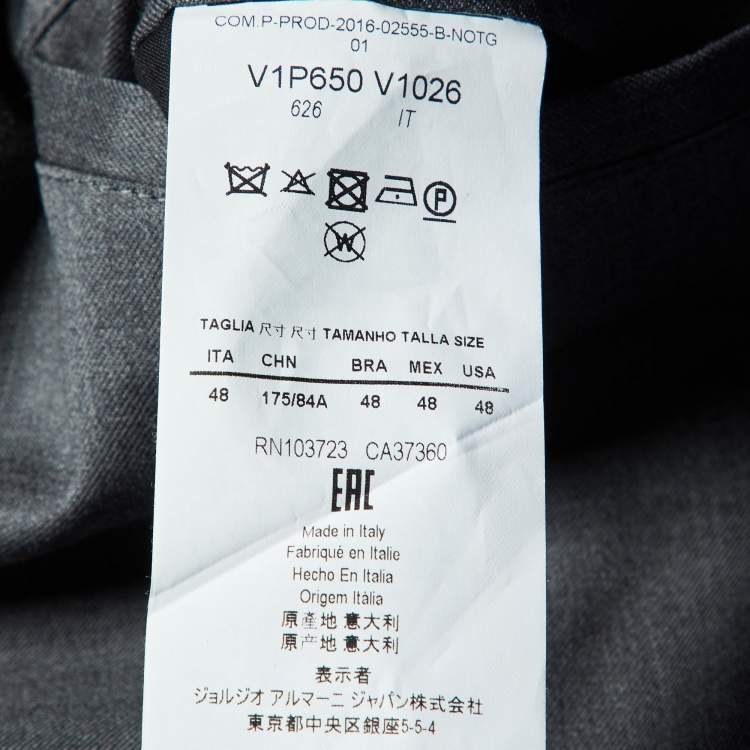 COM.P-PROD-2016-02555-B-NOTG
01
V1P650 V1026
626 IT
P
W
TAGLIA 尺寸 尺寸 TAMANHO TALLA SIZE
ITA CHN BRA MEX USA
48 175/84A 48 48 48
RN103723 CA37360
EAC
Made in Italy
Fabriqué en Italie
Hecho En Italia
Origem Itália
原產地 意大利
原产地 意大利
表示者
ジョルジオ アルマーニ ジャパン株式会社
東京都中央区銀座5-5-4